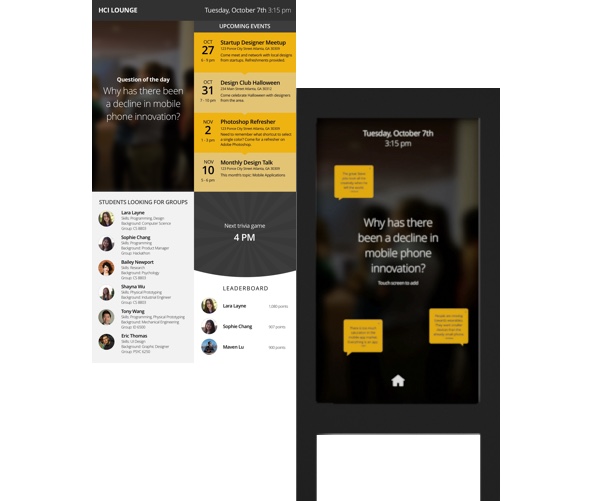 HCI LOUNGE
Tuesday, October 7th 3:15 pm
Question of the day
Why has there been
a decline in mobile
phone innovation?
UPCOMING EVENTS
OCT
27
6 - 9 pm
Startup Designer Meetup
123 Ponce City Street Atlanta, GA 30309
Come meet and network with local designers
from startups. Refreshments provided.
OCT
31
7 - 10 pm
Design Club Halloween
234 Main Street Atlanta, GA 30313
Come celebrate Halloween with designers
from the area.
NOV
2
1 - 3 pm
Photoshop Refresher
123 Ponce City Street Atlanta, GA 30309
Need to remember what shortcut to select
a single color? Come for a refresher on
Adobe Photoshop.
NOV
10
5 - 6 pm
Monthly Design Talk
123 Ponce City Street Atlanta, GA 30309
This month's topic: Mobile Applications
STUDENTS LOOKING FOR GROUPS
Lara Layne
Skills: Programming, Design
Background: Computer Science
Group: CS 8803
Sophie Chang
Skills: Programming
Background: Product Manager
Group: Hackathon
Bailey Newport
Skills: Research
Background: Psychology
Group: CS 8803
Shayna Wu
Skills: Physical Prototyping
Background: Industrial Engineer
Group: CS 8803
Tony Wang
Skills: Programming, Physical Prototyping
Background: Mechanical Engineering
Group: ID 6300
Eric Thomas
Skills: UI Design
Background: Graphic Designer
Group: PSYC 6250
Next trivia game
4 PM
LEADERBOARD
Lara Layne
1,080 points
Sophie Chang
907 points
Maven Lu
900 points
Tuesday, October 7th
3:15 pm
Why has there
been a decline in
mobile phone
innovation?
Touch screen to add